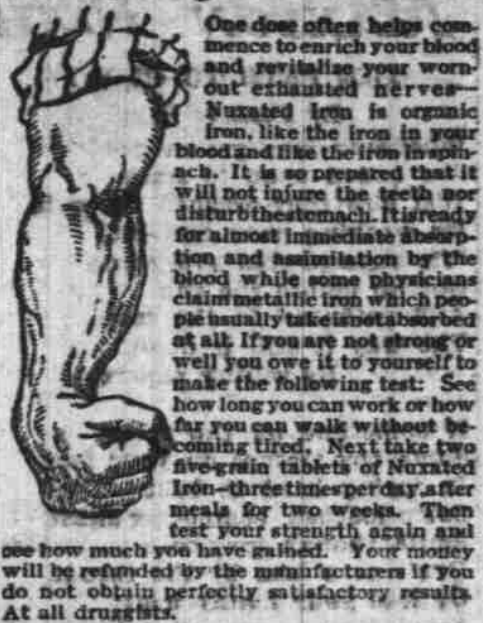 One dose often helps com-
mence to enrich your blood
and revitalize your worn-
out exhausted nerves—
Nuxated Iron is organic
iron, like the iron in your
blood and like the iron in spin-
ach. It is so prepared that it
will not injure the teeth nor
disturb the stomach. It is ready
for almost immediate absorp-
tion and assimilation by the
blood while some physicians
claim metallic iron which peo-
ple usually take is not absorbed
at all. If you are not strong or
well you owe it to yourself to
make the following test: See
how long you can work or how
far you can walk without be-
coming tired. Next take two
five-grain tablets of Nuxated
Iron—three times per day, after
meals for two weeks. Then
test your strength again and
see how much you have gained. Your money
will be refunded by the manufacturers if you
do not obtain perfectly satisfactory results.
At all druggists.